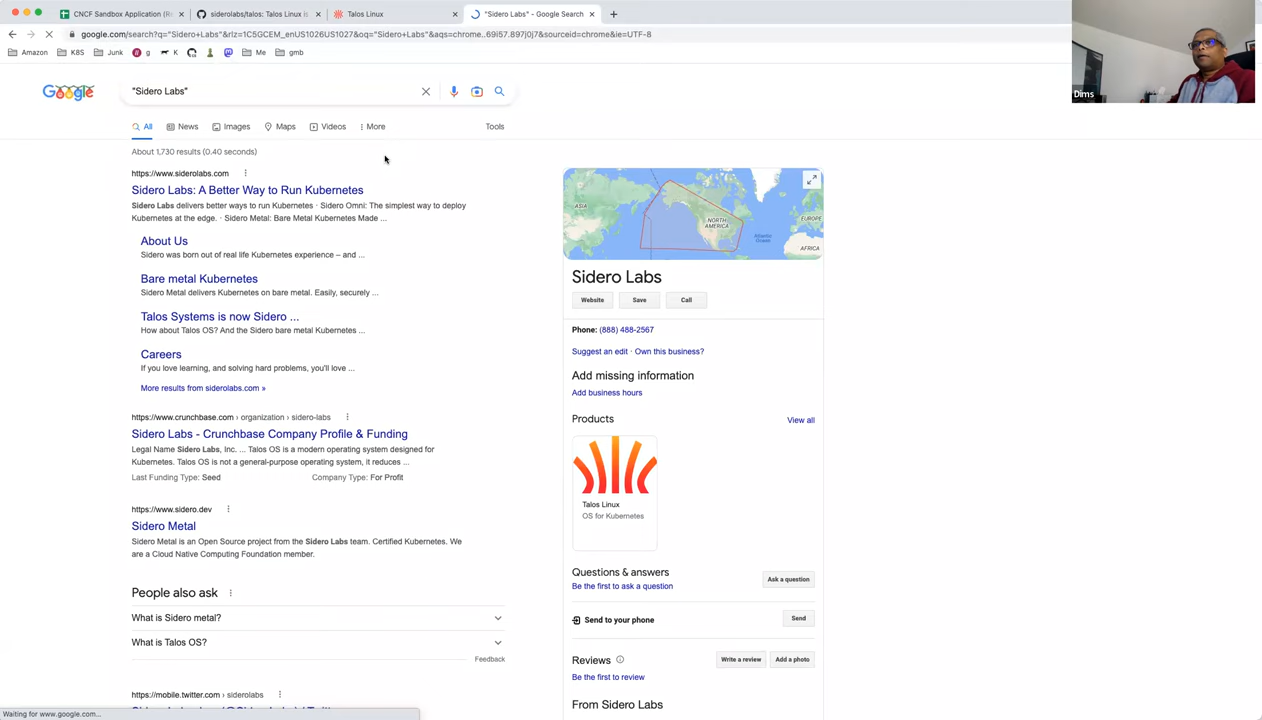 CNCF Sandbox Application (R
siderolabs/talos: Talos Linux is
Talos Linux
"Sidero Labs" - Google Search
google.com/search?q="Sidero+Labs"&rlz=1C5GCEM_enUS1026US1027&oq="Sidero+Labs"&aqs=chrome..69i57.897j0j7&sourceid=chrome&ie=UTF-8
Amazon
K8S
Junk
g
K
Me
gmb
Dims
Google
"Sidero Labs"
All
News
Images
Maps
Videos
More
Tools
About 1,730 results (0.40 seconds)
https://www.siderolabs.com
Sidero Labs: A Better Way to Run Kubernetes
Sidero Labs delivers better ways to run Kubernetes · Sidero Omni: The simplest way to deploy
Kubernetes at the edge. · Sidero Metal: Bare Metal Kubernetes Made ...
About Us
Sidero was born out of real life Kubernetes experience – and ...
Bare metal Kubernetes
Sidero Metal delivers Kubernetes on bare metal. Easily, securely ...
Talos Systems is now Sidero ...
How about Talos OS? And the Sidero bare metal Kubernetes ...
Careers
If you love learning, and solving hard problems, you'll love ...
More results from siderolabs.com »
https://www.crunchbase.com › organization › sidero-labs
Sidero Labs - Crunchbase Company Profile & Funding
Legal Name Sidero Labs, Inc. ... Talos OS is a modern operating system designed for
Kubernetes. Talos OS is not a general-purpose operating system, it reduces ...
Last Funding Type: Seed
Company Type: For Profit
https://www.sidero.dev
Sidero Metal
Sidero Metal is an Open Source project from the Sidero Labs team. Certified Kubernetes. We
are a Cloud Native Computing Foundation member.
People also ask
What is Sidero metal?
What is Talos OS?
Feedback
https://mobile.twitter.com › siderolabs
Waiting for www.google.com...
ASIA
NORTH
AMERICA
Atlantic
Ocean
EUROPE
AFRICA
Sidero Labs
Website
Save
Call
Phone: (888) 488-2567
Suggest an edit · Own this business?
Add missing information
Add business hours
Products
View all
Talos Linux
OS for Kubernetes
Questions & answers
Be the first to ask a question
Ask a question
Send to your phone
Send
Reviews
Write a review
Add a photo
Be the first to review
From Sidero Labs